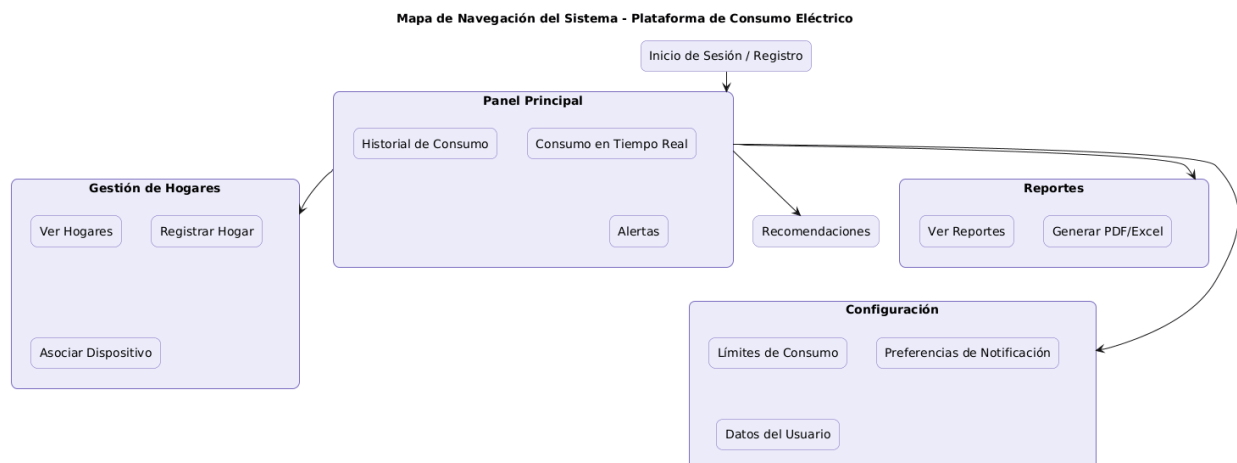 Mapa de Navegación del Sistema - Plataforma de Consumo Eléctrico
Inicio de Sesión / Registro
Panel Principal
Historial de Consumo
Consumo en Tiempo Real
Alertas
Gestión de Hogares
Ver Hogares
Registrar Hogar
Asociar Dispositivo
Recomendaciones
Reportes
Ver Reportes
Generar PDF/Excel
Configuración
Límites de Consumo
Preferencias de Notificación
Datos del Usuario